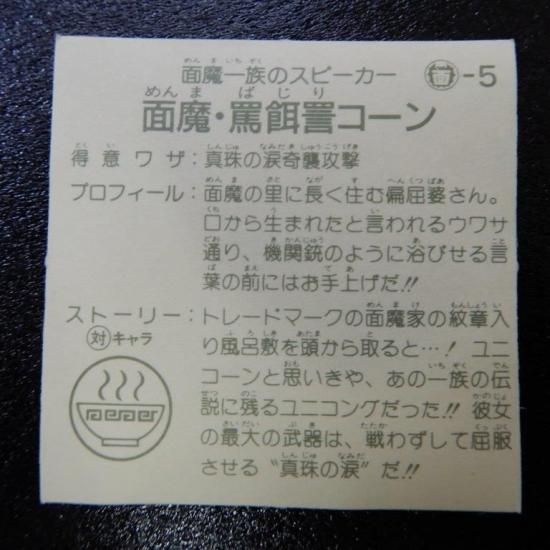 面魔一族のスピーカー 面-5
面魔・罵餌詈コーン
得意ワザ:真珠の涙奇襲攻撃
プロフィール:面魔の里に長く住む偏屈婆さん。
口から生まれたと言われるウワサ
通り、機関銃のように浴びせる言
葉の前にはお手上げだ!!
ストーリー:トレードマークの面魔家の紋章入
対キャラ
り風呂敷を頭から取ると…!ユニ
コーンと思いきや、あの一族の伝
説に残るユニコングだった!!彼女
の最大の武器は、戦わずして屈服
させる〝真珠の涙〟だ!!